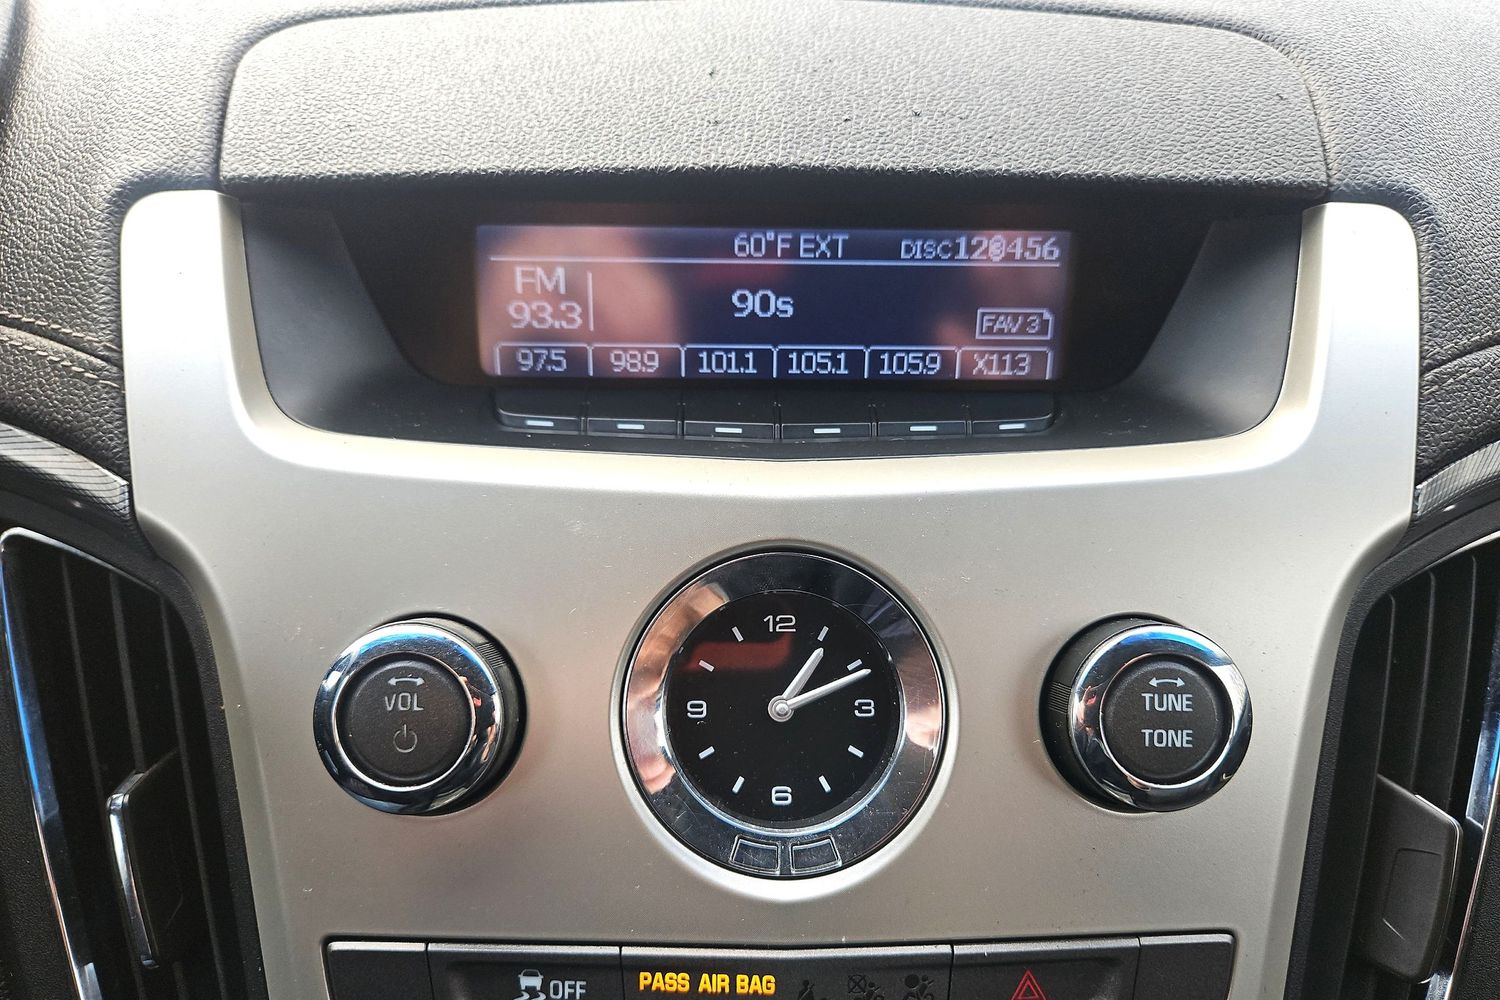 60°F EXT DISC 123456
FM
93.3
90s
FAV 3
97.5 98.9 101.1 105.1 105.9 X113
12
3
6
9
VOL
TUNE
TONE
OFF
PASS AIR BAG